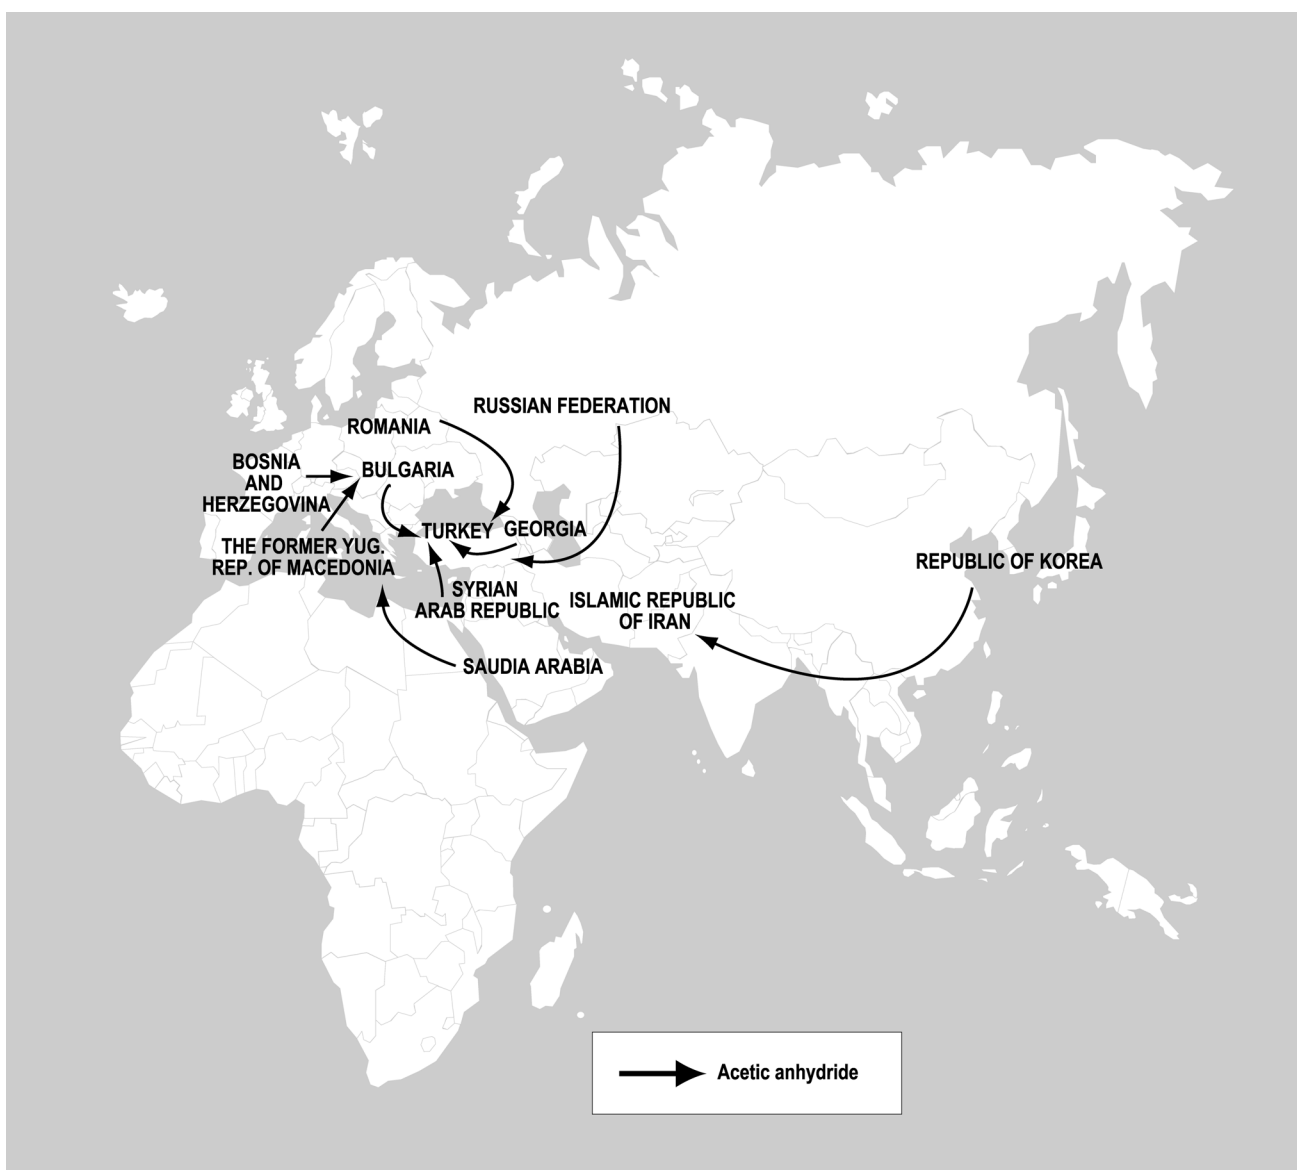 RUSSIAN FEDERATION
ROMANIA
BOSNIA
AND
HERZEGOVINA
BULGARIA
TURKEY
GEORGIA
THE FORMER YUG.
REP. OF MACEDONIA
SYRIAN
ARAB REPUBLIC
ISLAMIC REPUBLIC
OF IRAN
REPUBLIC OF KOREA
SAUDIA ARABIA
Acetic anhydride